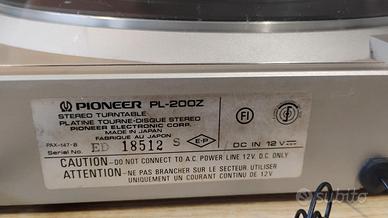 PIONEER PL-200Z
STEREO TURNTABLE
PLATINE TOURNE-DISQUE STEREO
PIONEER ELECTRONIC CORP.
MADE IN JAPAN
FABRIQUE AU JAPON
PAX-147-B
Serial No. ED 18512 S
E-P
FI
DC IN 12V
CAUTION-DO NOT CONNECT TO A.C. POWER LINE 12V. D.C. ONLY
ATTENTION-NE PAS BRANCHER SUR LE SECTEUR, UTILISER
UNIQUEMENT UN COURANT CONTINU DE 12V
subito